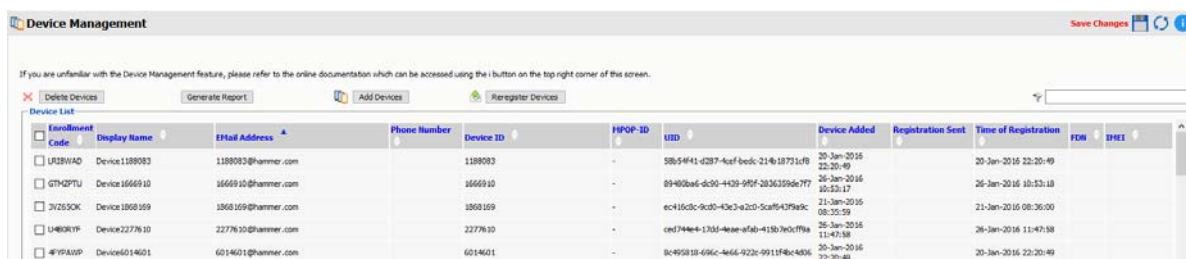 Device Management
Save Changes
If you are unfamiliar with the Device Management feature, please refer to the online documentation which can be accessed using the i button on the top right corner of this screen.
Delete Devices Generate Report Add Devices Reregister Devices
Device List
Enrollment Code Display Name EMail Address Phone Number Device ID MPOP-ID UID Device Added Registration Sent Time of Registration FDN IMEI
LRI8WAD Device1188083 1188083@hammer.com 1188083 - 58b54f41-d287-4cef-bedc-214b18731cf8 20-Jan-2016 22:20:49 20-Jan-2016 22:20:49
GTMZPTU Device1666910 1666910@hammer.com 1666910 - 89480ba6-dc90-4439-9f0f-2836359de7f7 26-Jan-2016 10:53:17 26-Jan-2016 10:53:18
3VZ65OK Device1868169 1868169@hammer.com 1868169 - ec416c8c-9cd0-43e3-a2c0-5caf643f9a9c 21-Jan-2016 08:35:59 21-Jan-2016 08:36:00
U4BORYF Device2277610 2277610@hammer.com 2277610 - ced744e4-17dd-4eae-afab-415b7e0cff9a 26-Jan-2016 11:47:58 26-Jan-2016 11:47:58
4FYPAWP Device6014601 6014601@hammer.com 6014601 - 8c495818-696c-4e66-922c-9911f4bc4d06 20-Jan-2016 22:20:48 20-Jan-2016 22:20:49